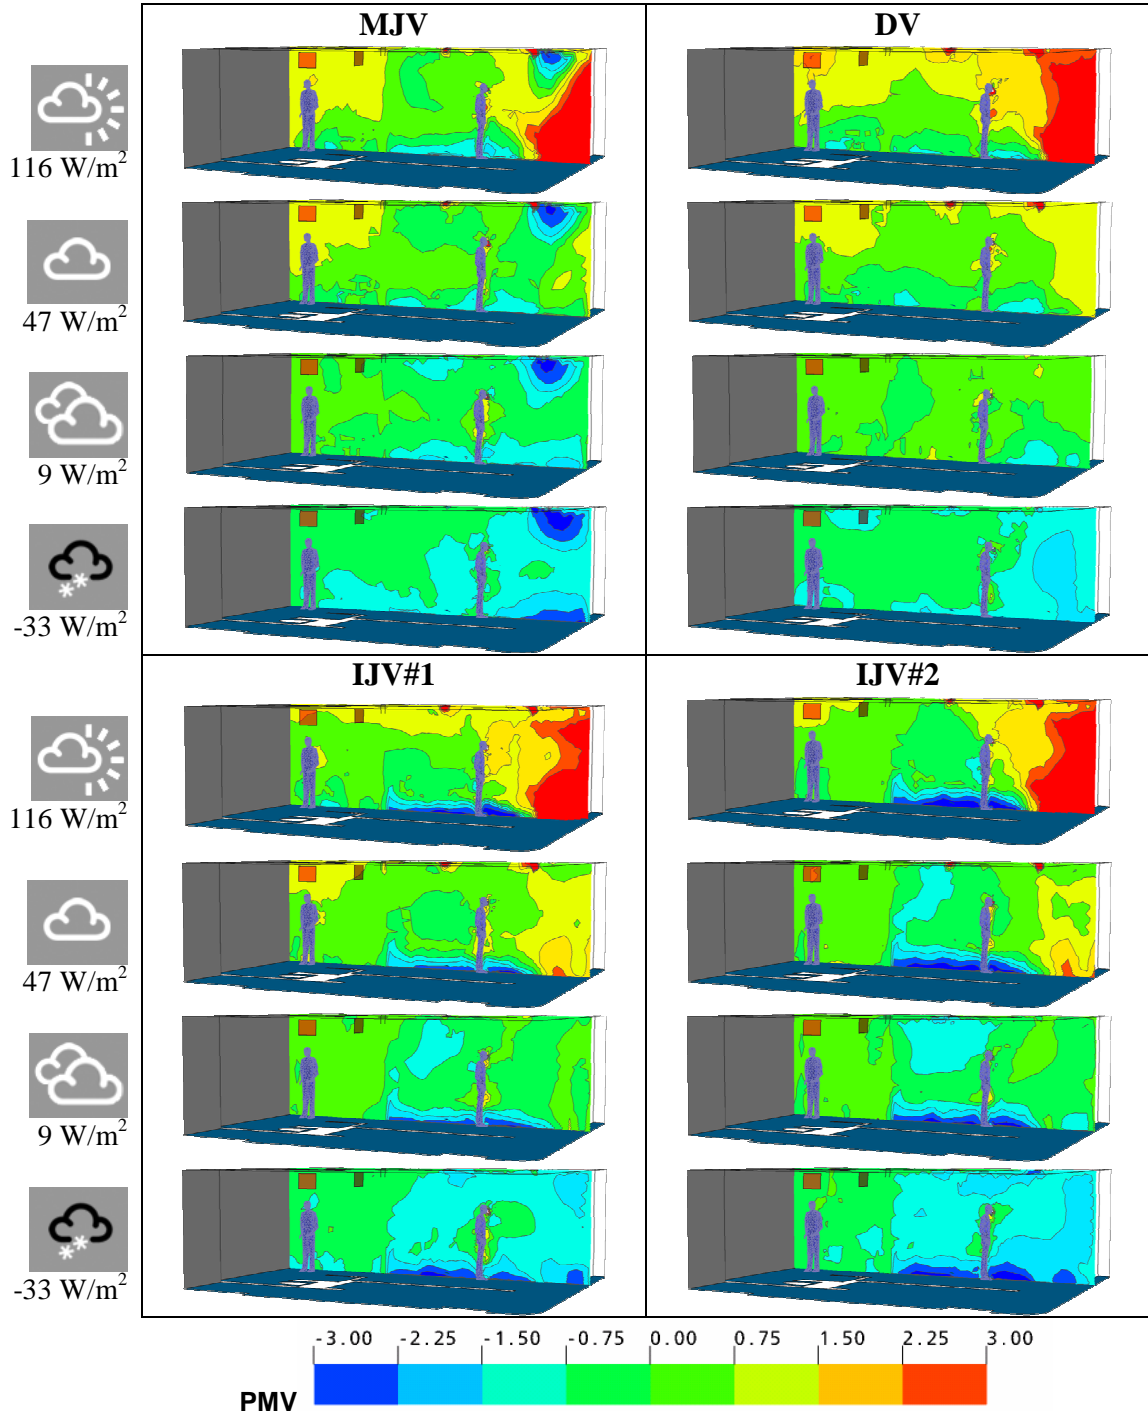 MJV DV
116 W/m²
47 W/m²
9 W/m²
-33 W/m²
IJV#1 IJV#2
116 W/m²
47 W/m²
9 W/m²
-33 W/m²
-3.00 -2.25 -1.50 -0.75 0.00 0.75 1.50 2.25 3.00
PMV